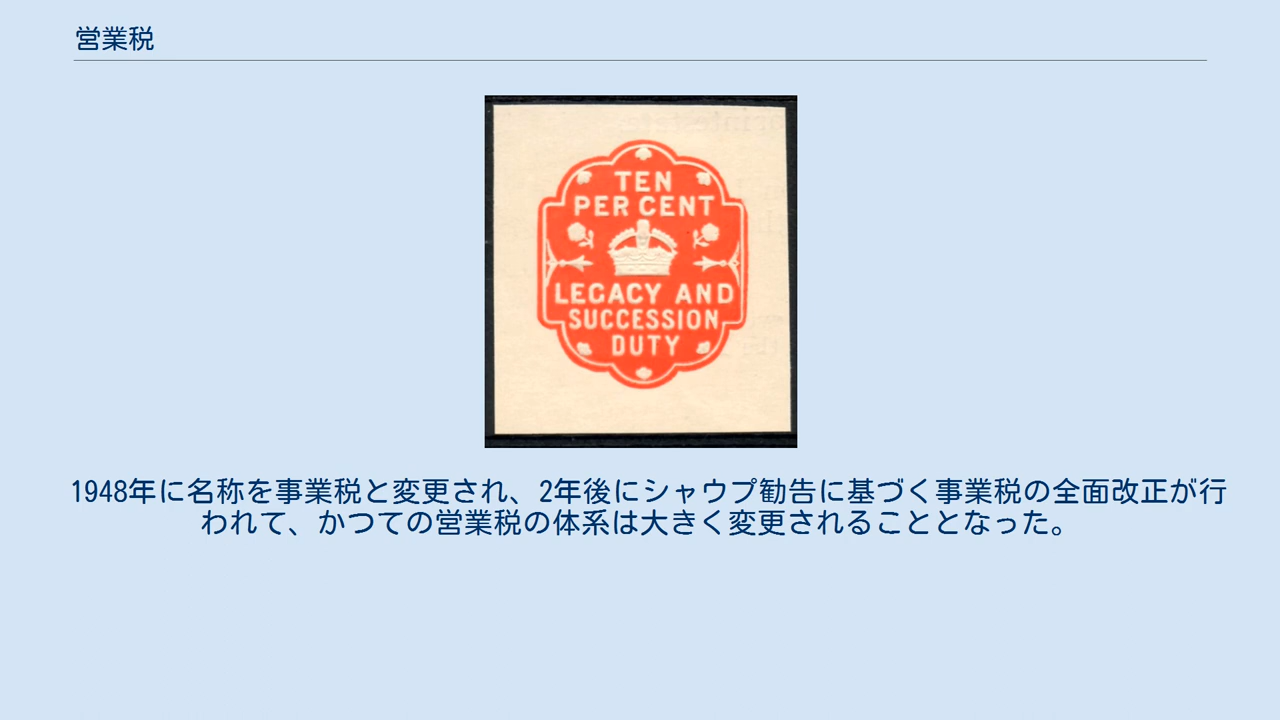 営業税
TEN
PER CENT
LEGACY AND
SUCCESSION
DUTY
1948年に名称を事業税と変更され、2年後にシャウプ勧告に基づく事業税の全面改正が行
われて、かつての営業税の体系は大きく変更されることとなった。